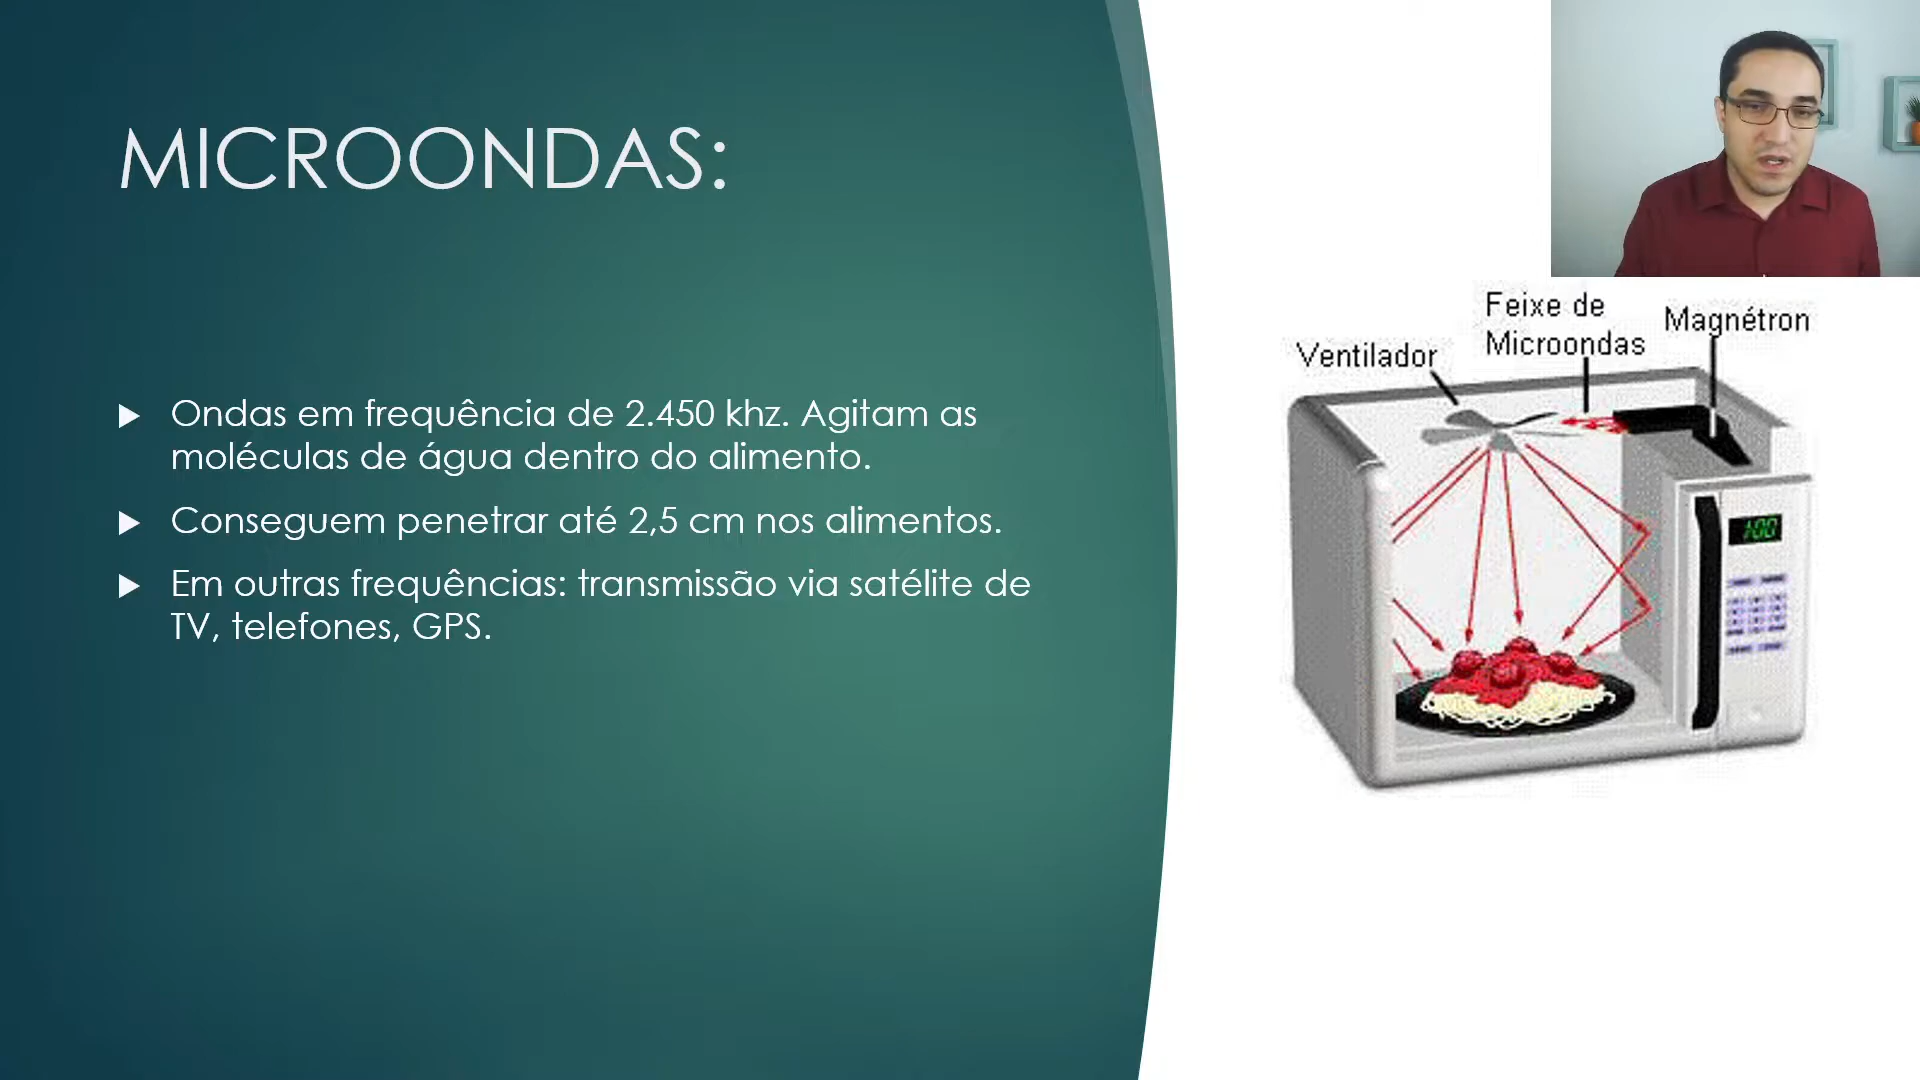 MICROONDAS:
Ondas em frequência de 2.450 khz. Agitam as
moléculas de água dentro do alimento.
Conseguem penetrar até 2,5 cm nos alimentos.
Em outras frequências: transmissão via satélite de
TV, telefones, GPS.
Ventilador
Feixe de
Microondas
Magnétron
1:00